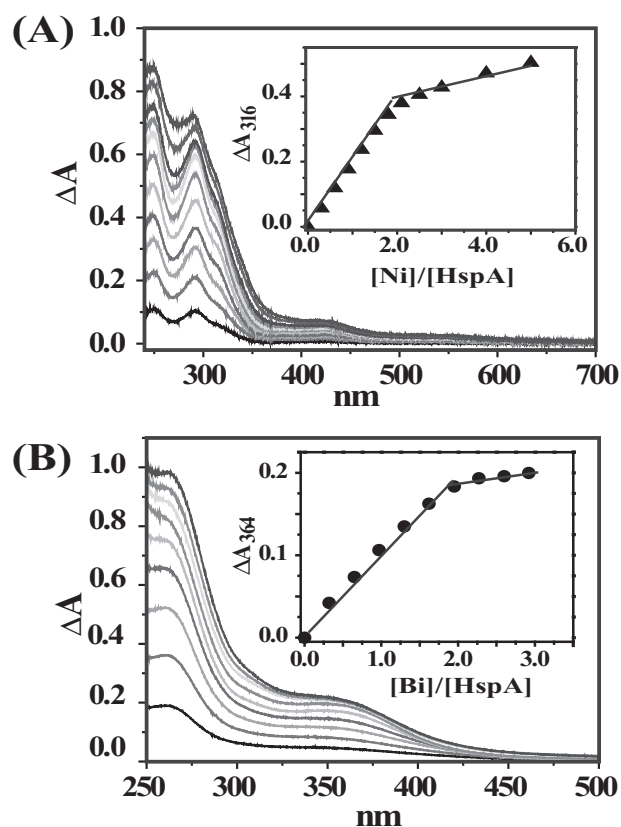 (A)
1.0
0.8
0.6
0.4
0.2
0.0
ΔA
300 400 500 600 700
nm
0.4
0.2
0.0
ΔA316
0.0 2.0 4.0 6.0
[Ni]/[HspA]
(B)
1.0
0.8
0.6
0.4
0.2
0.0
ΔA
250 300 350 400 450 500
nm
0.2
0.1
0.0
ΔA364
0.0 1.0 2.0 3.0
[Bi]/[HspA]